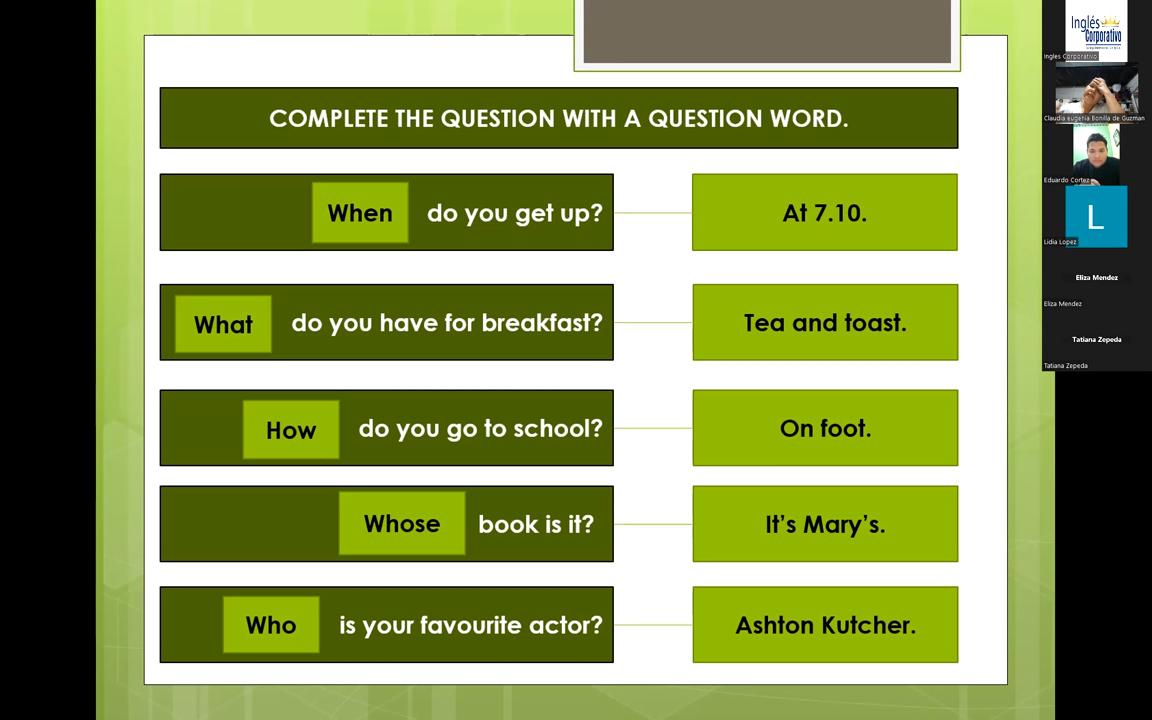 COMPLETE THE QUESTION WITH A QUESTION WORD.
When do you get up? At 7.10.
What do you have for breakfast? Tea and toast.
How do you go to school? On foot.
Whose book is it? It's Mary's.
Who is your favourite actor? Ashton Kutcher.
Inglés
Corporativo
Ingles Corporativo
Claudia eugenia Bonilla de Guzman
Eduardo Cortez
L
Lidia Lopez
Eliza Mendez
Eliza Mendez
Tatiana Zepeda
Tatiana Zepeda